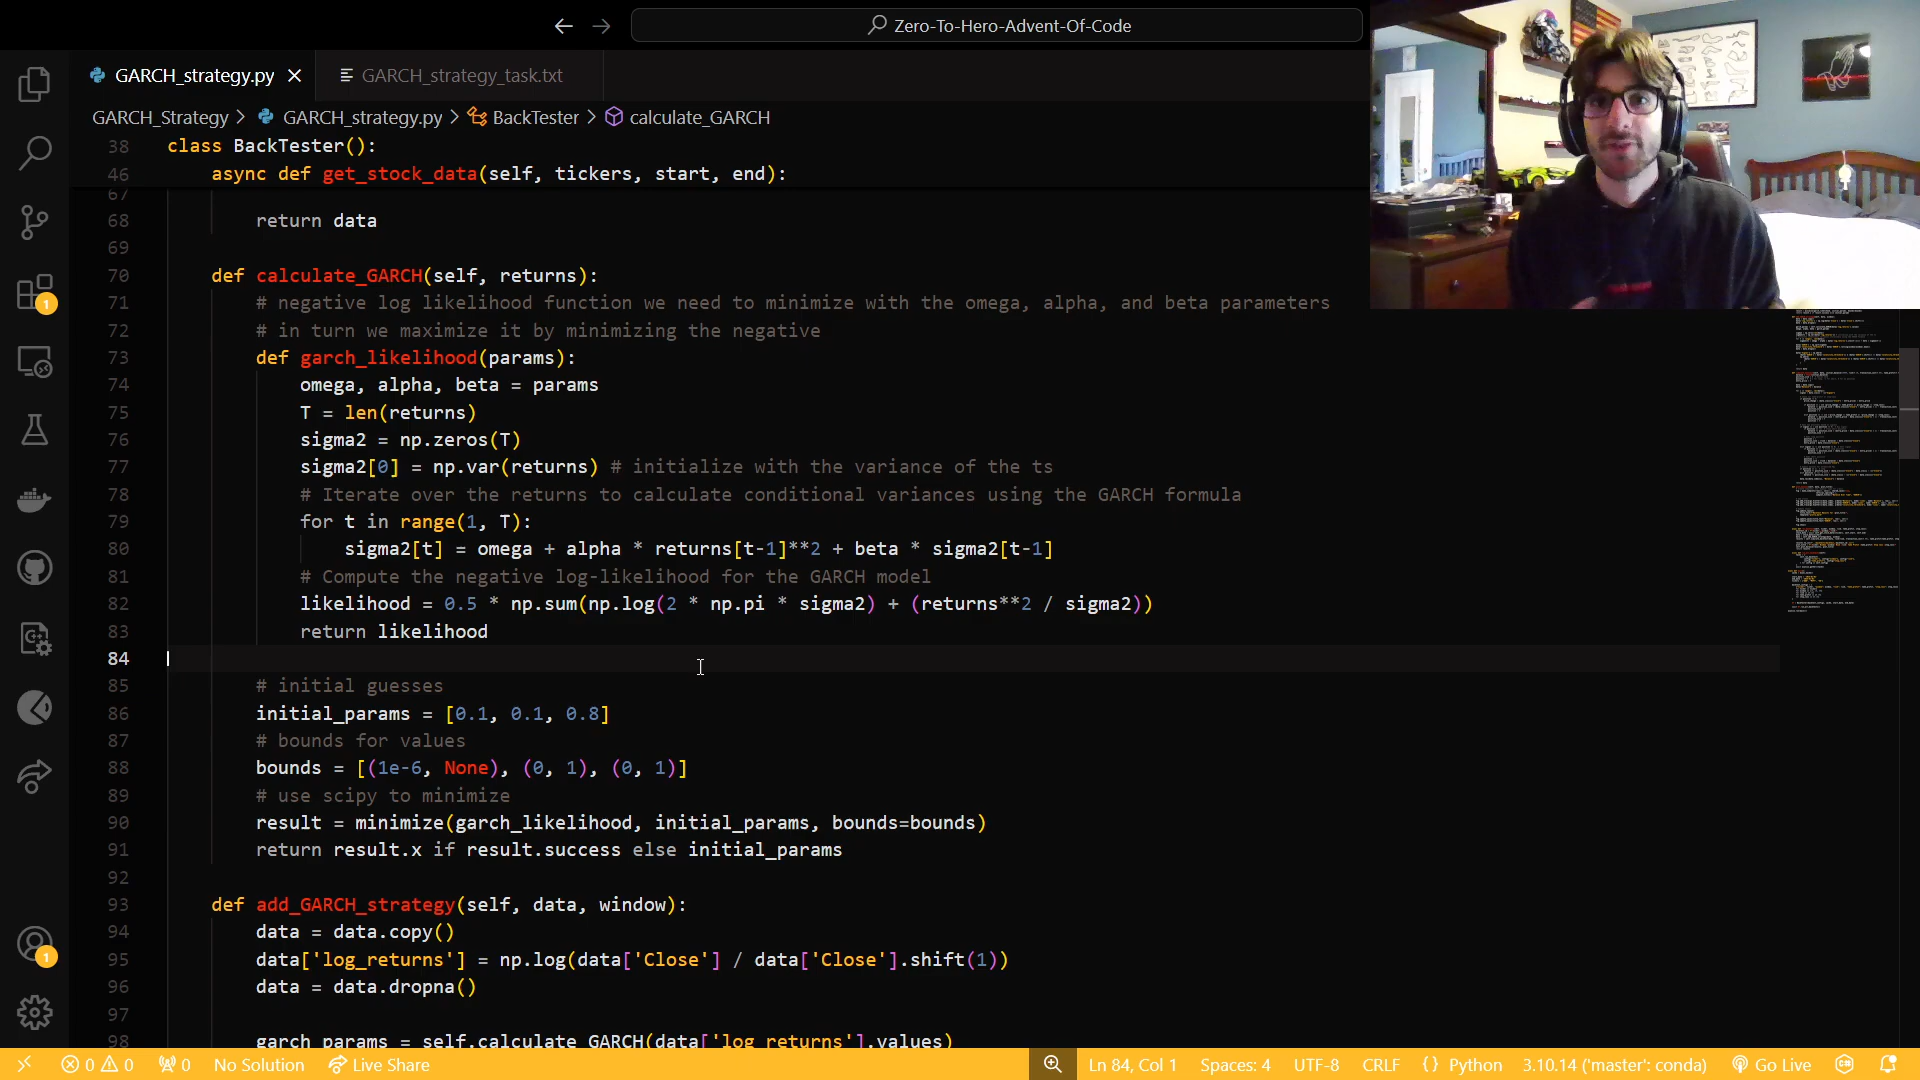 Zero-To-Hero-Advent-Of-Code
GARCH_strategy.py
GARCH_strategy_task.txt
GARCH_Strategy > GARCH_strategy.py > BackTester > calculate_GARCH
38 class BackTester():
46 async def get_stock_data(self, tickers, start, end):
67
68 return data
69
70 def calculate_GARCH(self, returns):
71 # negative log likelihood function we need to minimize with the omega, alpha, and beta parameters
72 # in turn we maximize it by minimizing the negative
73 def garch_likelihood(params):
74 omega, alpha, beta = params
75 T = len(returns)
76 sigma2 = np.zeros(T)
77 sigma2[0] = np.var(returns) # initialize with the variance of the ts
78 # Iterate over the returns to calculate conditional variances using the GARCH formula
79 for t in range(1, T):
80 sigma2[t] = omega + alpha * returns[t-1]**2 + beta * sigma2[t-1]
81 # Compute the negative log-likelihood for the GARCH model
82 likelihood = 0.5 * np.sum(np.log(2 * np.pi * sigma2) + (returns**2 / sigma2))
83 return likelihood
84
85 # initial guesses
86 initial_params = [0.1, 0.1, 0.8]
87 # bounds for values
88 bounds = [(1e-6, None), (0, 1), (0, 1)]
89 # use scipy to minimize
90 result = minimize(garch_likelihood, initial_params, bounds=bounds)
91 return result.x if result.success else initial_params
92
93 def add_GARCH_strategy(self, data, window):
94 data = data.copy()
95 data['log_returns'] = np.log(data['Close'] / data['Close'].shift(1))
96 data = data.dropna()
97
98 garch_params = self.calculate_GARCH(data['log_returns'].values)
1
1
0 0 0 No Solution Live Share Ln 84, Col 1 Spaces: 4 UTF-8 CRLF {} Python 3.10.14 ('master': conda) Go Live